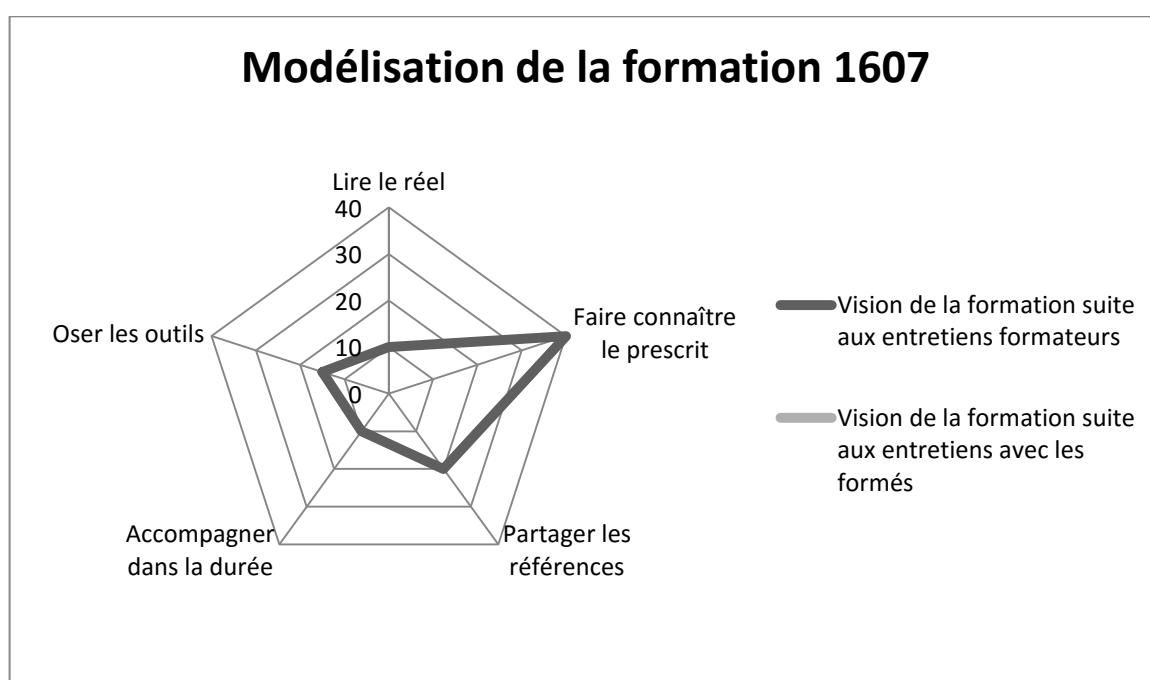 Modélisation de la formation 1607
Lire le réel
40
30
20
10
0
Faire connaître
le prescrit
Partager les
références
Accompagner
dans la durée
Oser les outils
Vision de la formation suite
aux entretiens formateurs
Vision de la formation suite
aux entretiens avec les
formés